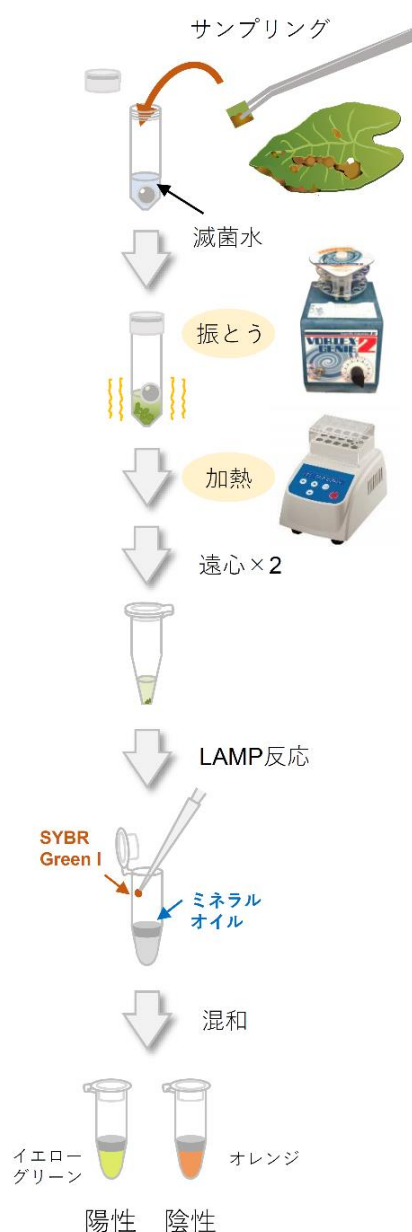 サンプリング
滅菌水
振とう
VORTEX
GENIE 2
加熱
遠心×2
LAMP反応
SYBR
Green I
ミネラル
オイル
混和
イエロー
グリーン
オレンジ
陽性
陰性